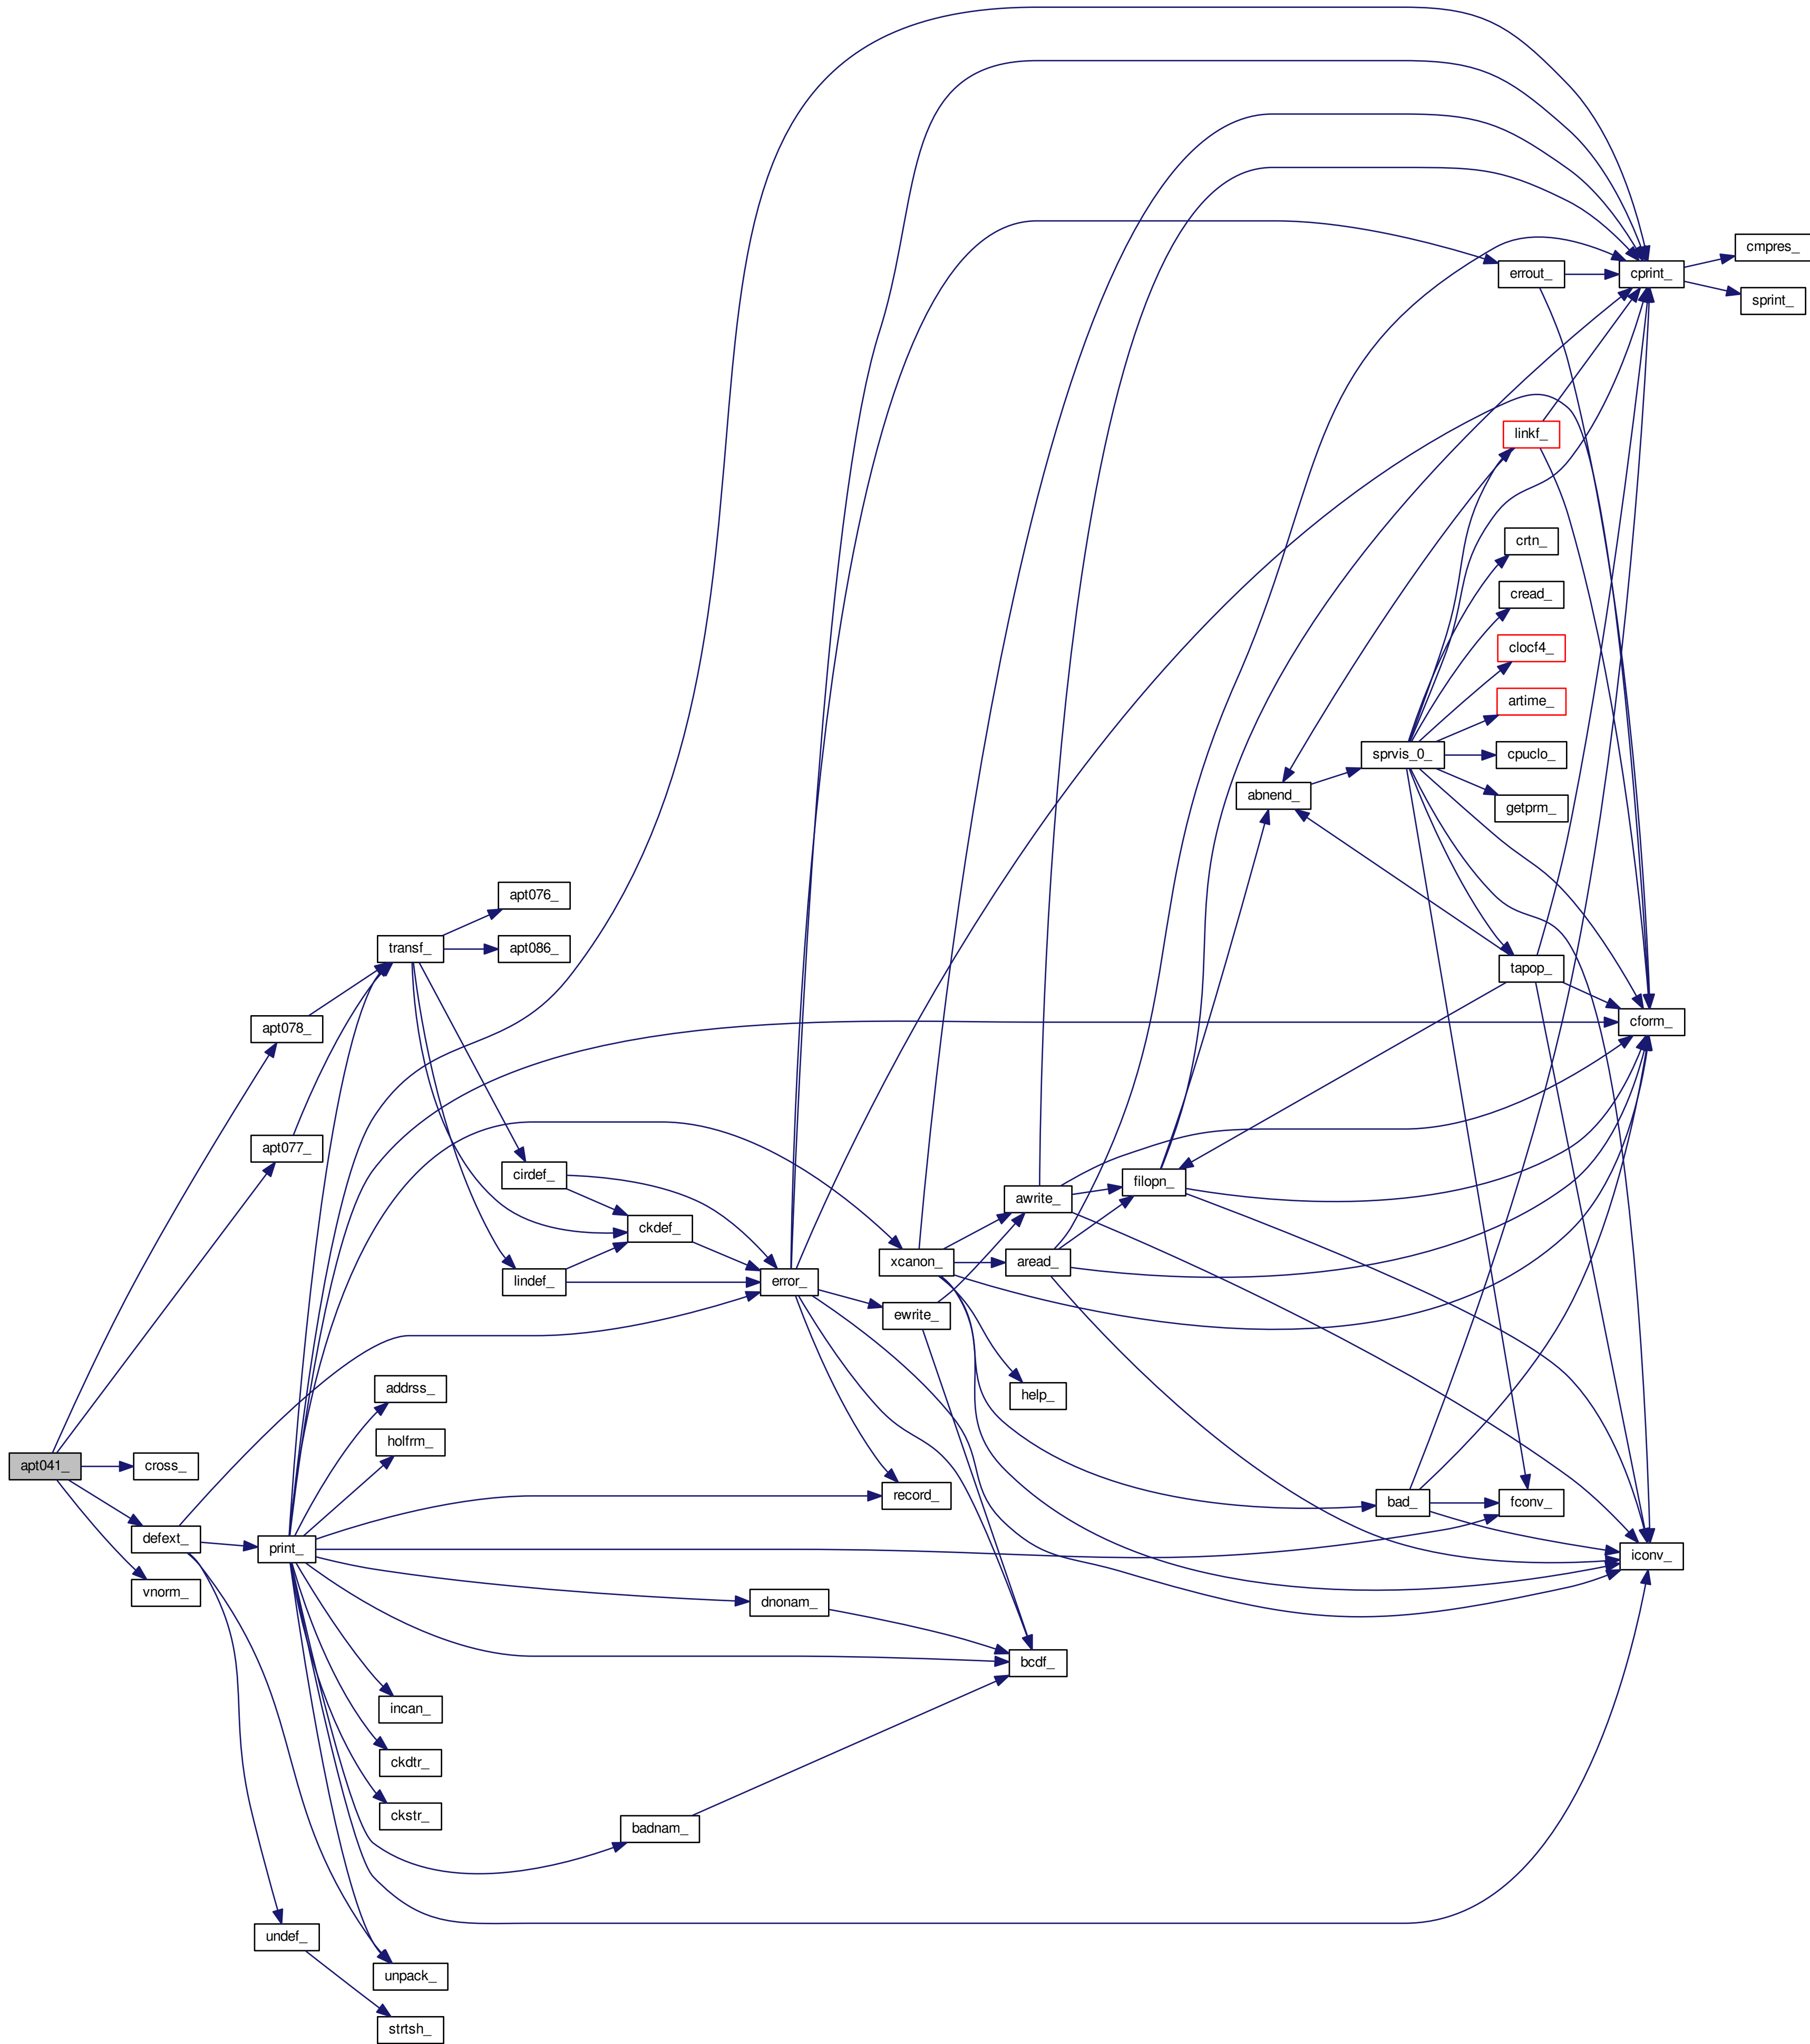 cmpres_
errout_
cprint_
sprint_
linkf_
crtn_
cread_
clocf4_
artime_
sprvis_0_
cpuclo_
abnend_
getprm_
apt076_
transf_
apt086_
tapop_
apt078_
cform_
apt077_
cirdef_
filopn_
awrite_
ckdef_
xcanon_
aread_
lindef_
error_
ewrite_
addrss_
help_
holfrm_
apt041_
cross_
record_
bad_
fconv_
defext_
print_
iconv_
vnorm_
dnonam_
bcdf_
incan_
ckdtr_
ckstr_
badnam_
undef_
unpack_
strtsh_